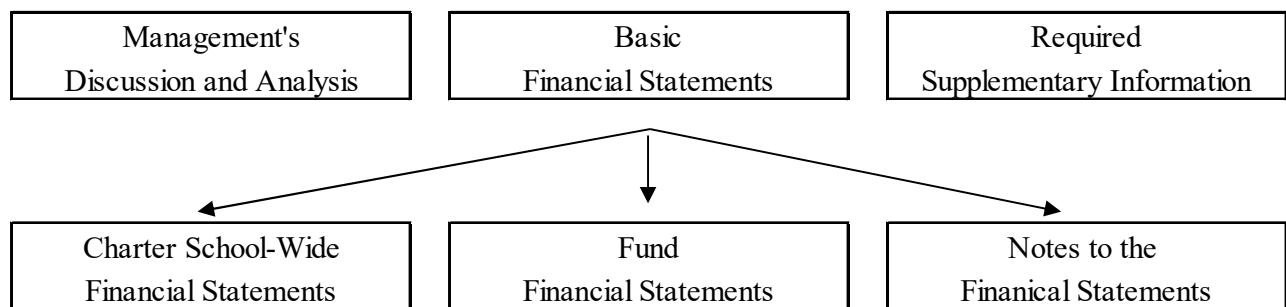 Management's
Discussion and Analysis
Basic
Financial Statements
Required
Supplementary Information
Charter School-Wide
Financial Statements
Fund
Financial Statements
Notes to the
Finanical Statements